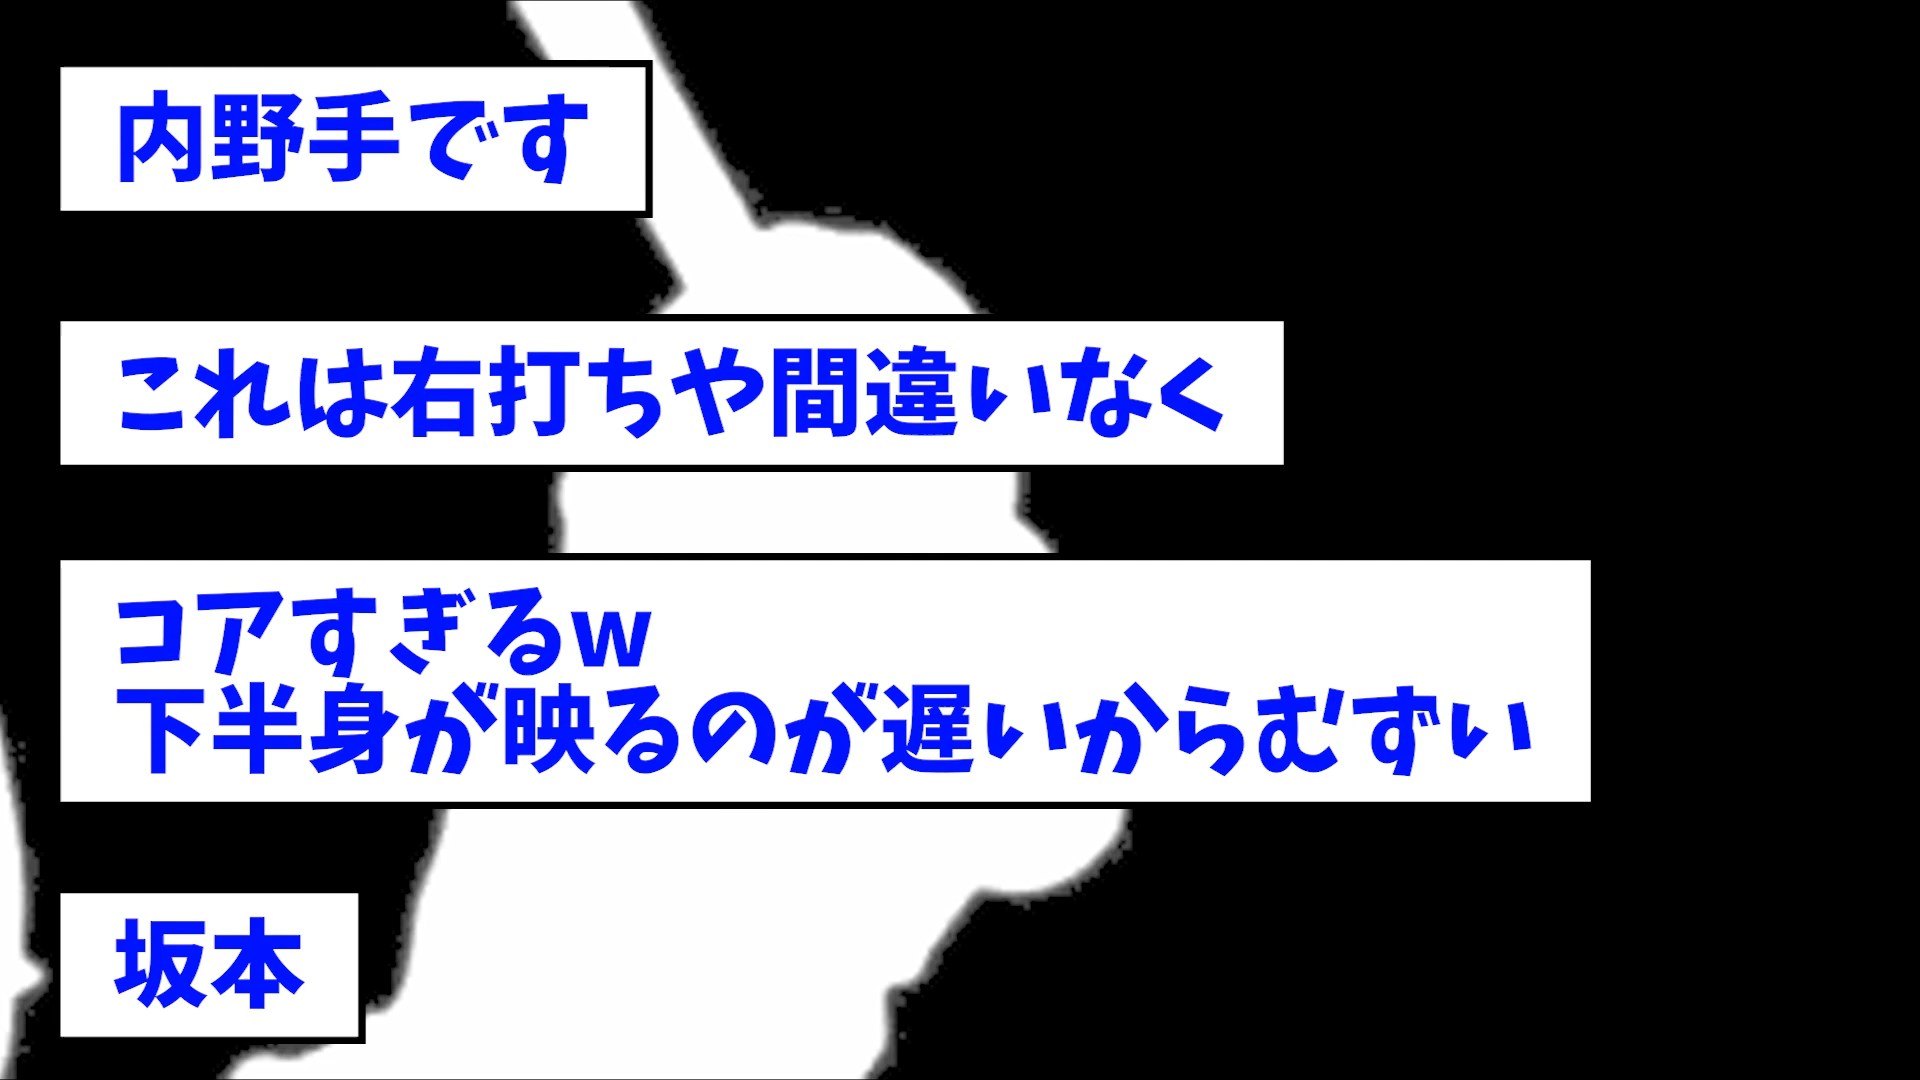 内野手です
これは右打ちや間違いなく
コアすぎるw
下半身が映るのが遅いからむずい
坂本